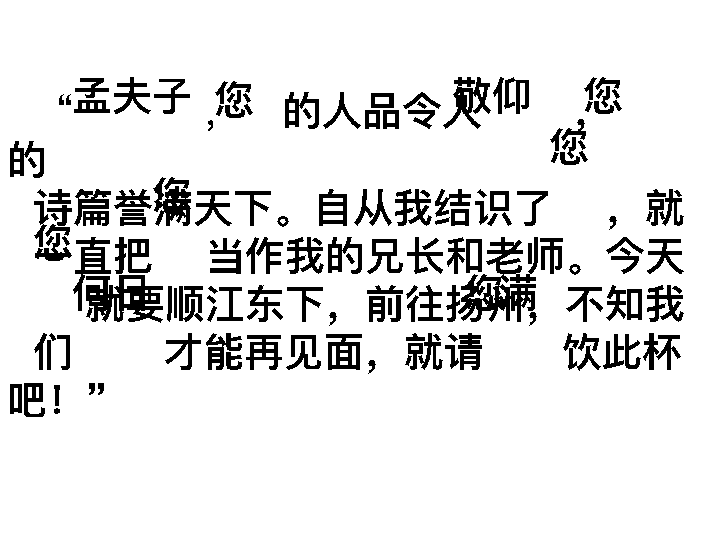 “孟夫子,您的人品令人敬仰,您
的
诗篇誉满天下。自从我结识了您，就
一直把您当作我的兄长和老师。今天
您就要顺江东下，前往扬州，不知我
们何日才能再见面，就请您满饮此杯
吧！”